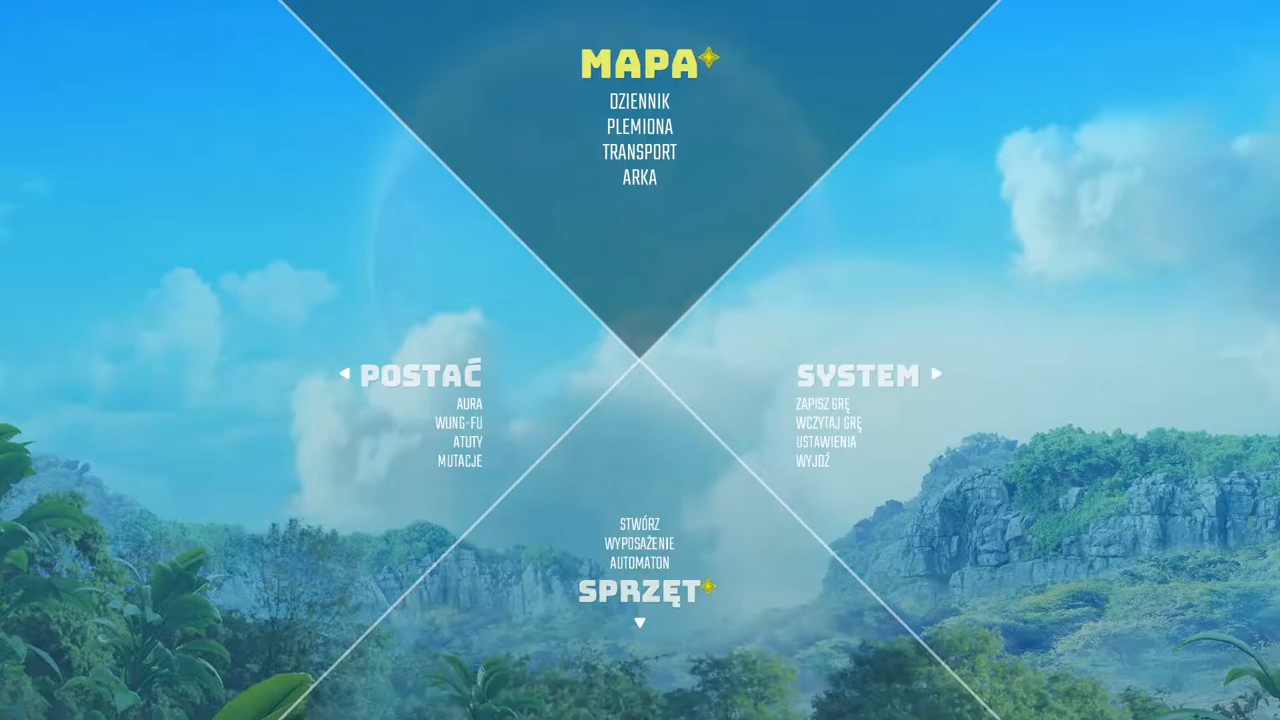 MAPA
DZIENNIK
PLEMIONA
TRANSPORT
ARKA
POSTAĆ
AURA
WUNG-FU
ATUTY
MUTACJE
SYSTEM
ZAPISZ GRĘ
WCZYTAJ GRĘ
USTAWIENIA
WYJDŹ
STWÓRZ
WYPOSAŻENIE
AUTOMATON
SPRZĘT